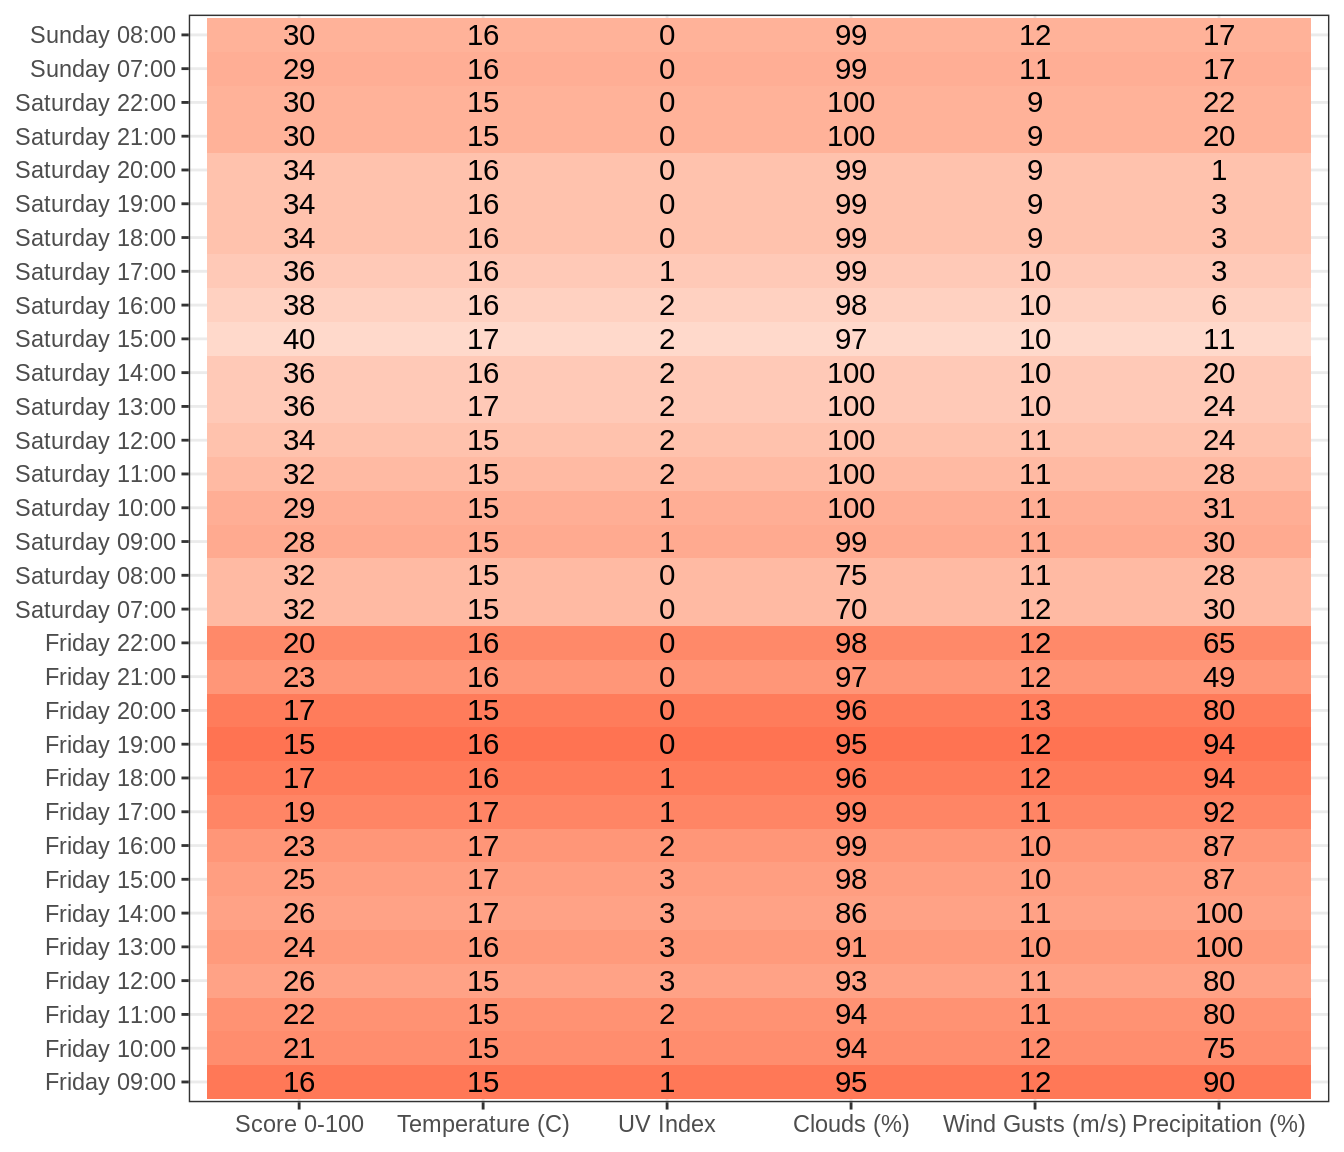 Sunday 08:00 30 16 0 99 12 17
Sunday 07:00 29 16 0 99 11 17
Saturday 22:00 30 15 0 100 9 22
Saturday 21:00 30 15 0 100 9 20
Saturday 20:00 34 16 0 99 9 1
Saturday 19:00 34 16 0 99 9 3
Saturday 18:00 34 16 0 99 9 3
Saturday 17:00 36 16 1 99 10 3
Saturday 16:00 38 16 2 98 10 6
Saturday 15:00 40 17 2 97 10 11
Saturday 14:00 36 16 2 100 10 20
Saturday 13:00 36 17 2 100 10 24
Saturday 12:00 34 15 2 100 11 24
Saturday 11:00 32 15 2 100 11 28
Saturday 10:00 29 15 1 100 11 31
Saturday 09:00 28 15 1 99 11 30
Saturday 08:00 32 15 0 75 11 28
Saturday 07:00 32 15 0 70 12 30
Friday 22:00 20 16 0 98 12 65
Friday 21:00 23 16 0 97 12 49
Friday 20:00 17 15 0 96 13 80
Friday 19:00 15 16 0 95 12 94
Friday 18:00 17 16 1 96 12 94
Friday 17:00 19 17 1 99 11 92
Friday 16:00 23 17 2 99 10 87
Friday 15:00 25 17 3 98 10 87
Friday 14:00 26 17 3 86 11 100
Friday 13:00 24 16 3 91 10 100
Friday 12:00 26 15 3 93 11 80
Friday 11:00 22 15 2 94 11 80
Friday 10:00 21 15 1 94 12 75
Friday 09:00 16 15 1 95 12 90
Score 0-100 Temperature (C) UV Index Clouds (%) Wind Gusts (m/s) Precipitation (%)